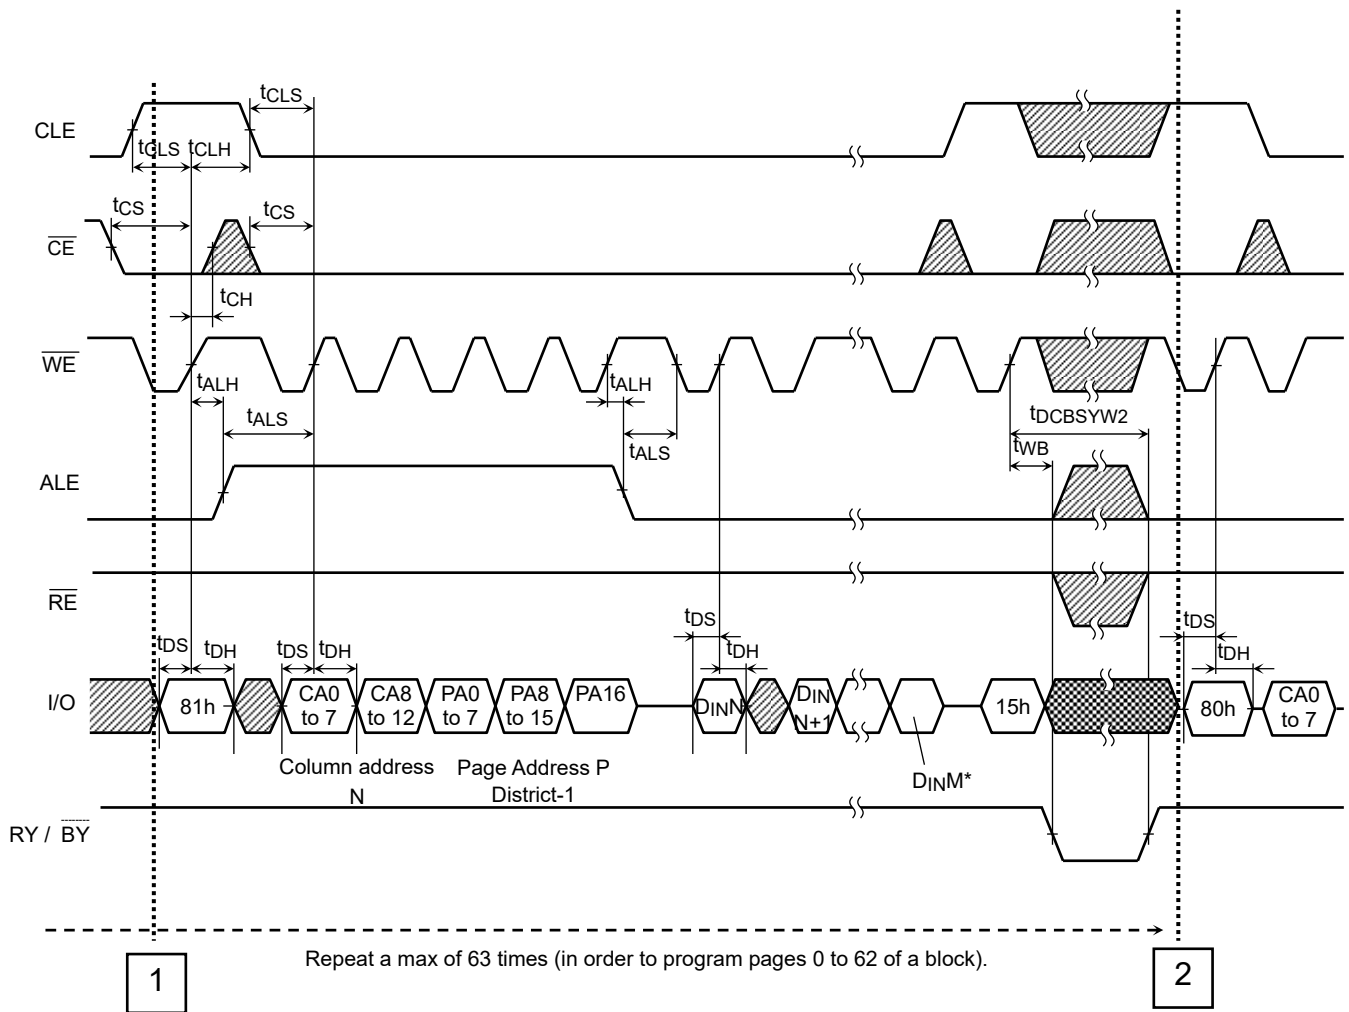 tCLS
CLE
tCLS tCLH
tCS
tCS
CE
tCH
WE
tALH
tALH
tALS
tDCBSYW2
tALS
tWB
ALE
RE
tDS
tDH
tDS
tDH
tDS
tDH
tDS
tDH
I/O
81h
CA0 to 7
CA8 to 12
PA0 to 7
PA8 to 15
PA16
DINN
DIN N+1
15h
80h
CA0 to 7
Column address
N
Page Address P
District-1
DINM*
RY / BY
Repeat a max of 63 times (in order to program pages 0 to 62 of a block).
1
2